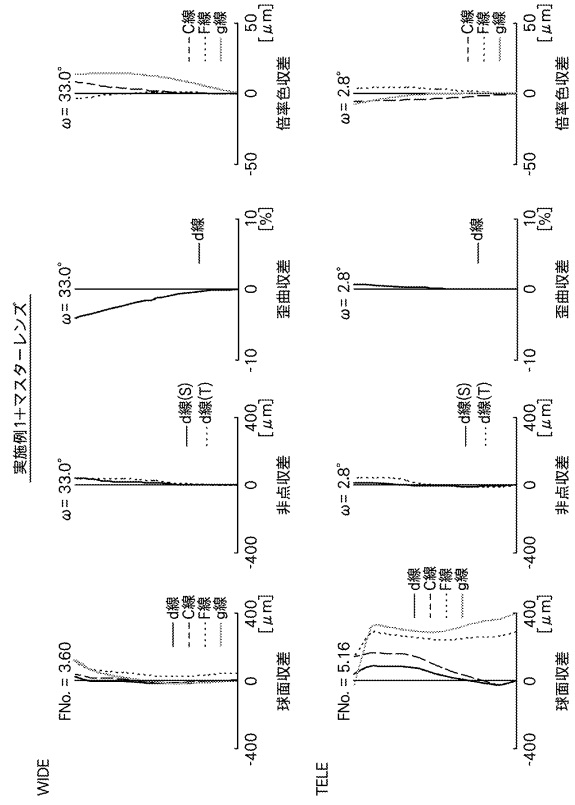 実施例1+マスターレンズ
WIDE
FNo. = 3.60
d線
C線
F線
g線
-400 0 400
[μm]
球面収差
ω= 33.0°
d線(S)
d線(T)
-400 0 400
[μm]
非点収差
ω= 33.0°
d線
-10 0 10
[%]
歪曲収差
ω= 33.0°
C線
F線
g線
-50 0 50
[μm]
倍率色収差
TELE
FNo. = 5.16
d線
C線
F線
g線
-400 0 400
[μm]
球面収差
ω= 2.8°
d線(S)
d線(T)
-400 0 400
[μm]
非点収差
ω= 2.8°
d線
-10 0 10
[%]
歪曲収差
ω= 2.8°
C線
F線
g線
-50 0 50
[μm]
倍率色収差